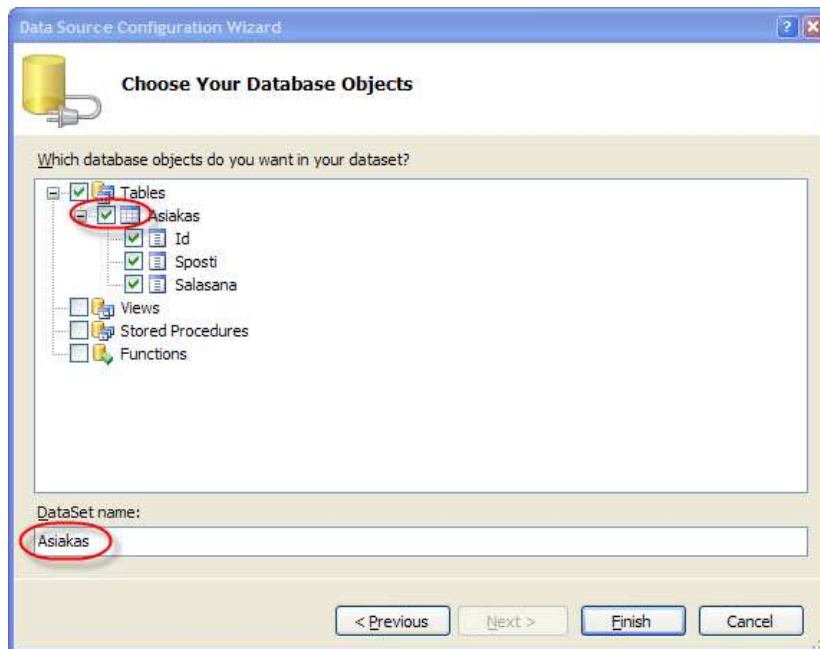 Data Source Configuration Wizard
Choose Your Database Objects
Which database objects do you want in your dataset?
Tables
Asiakas
Id
Sposti
Salasana
Views
Stored Procedures
Functions
DataSet name:
Asiakas
< Previous Next > Finish Cancel